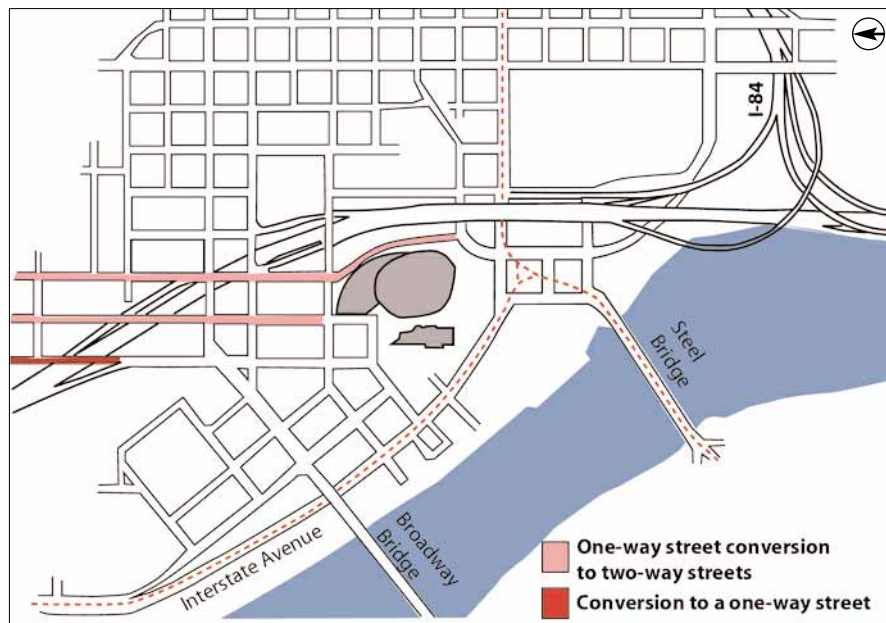 I-84
Steel
Bridge
Broadway
Bridge
Interstate Avenue
One-way street conversion
to two-way streets
Conversion to a one-way street